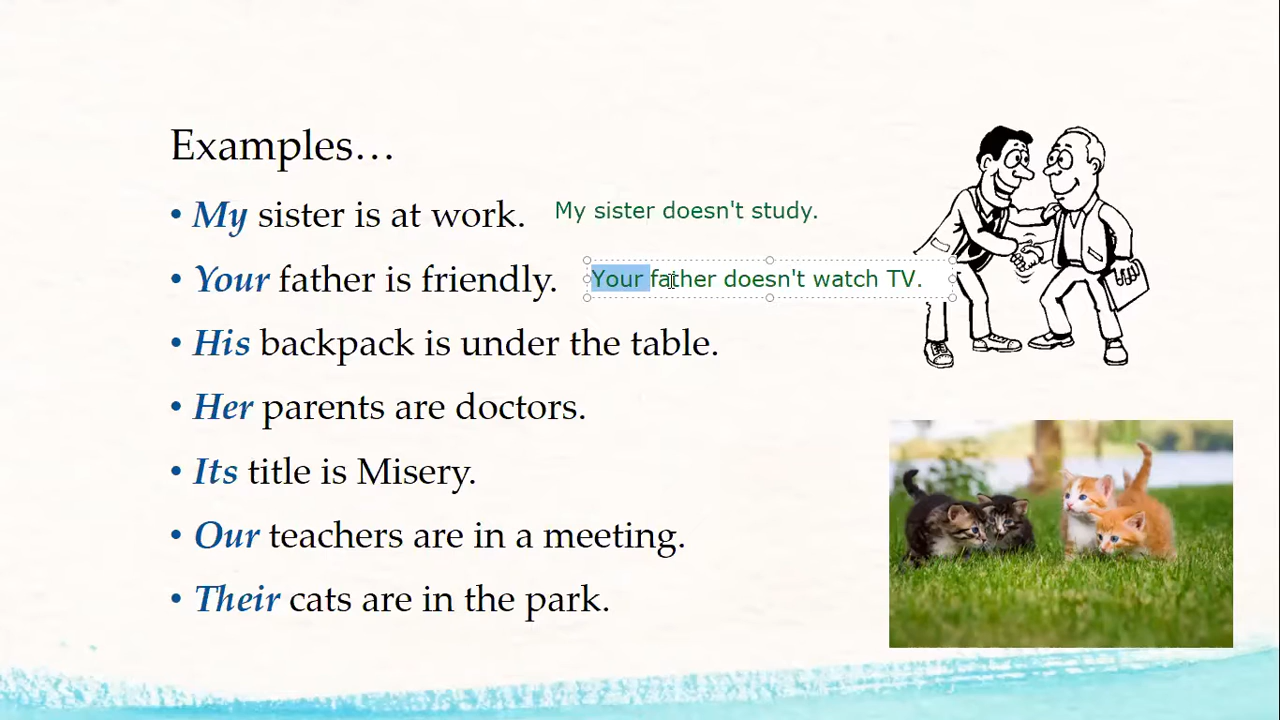 Examples…
• My sister is at work. My sister doesn't study.
• Your father is friendly. Your father doesn't watch TV.
• His backpack is under the table.
• Her parents are doctors.
• Its title is Misery.
• Our teachers are in a meeting.
• Their cats are in the park.